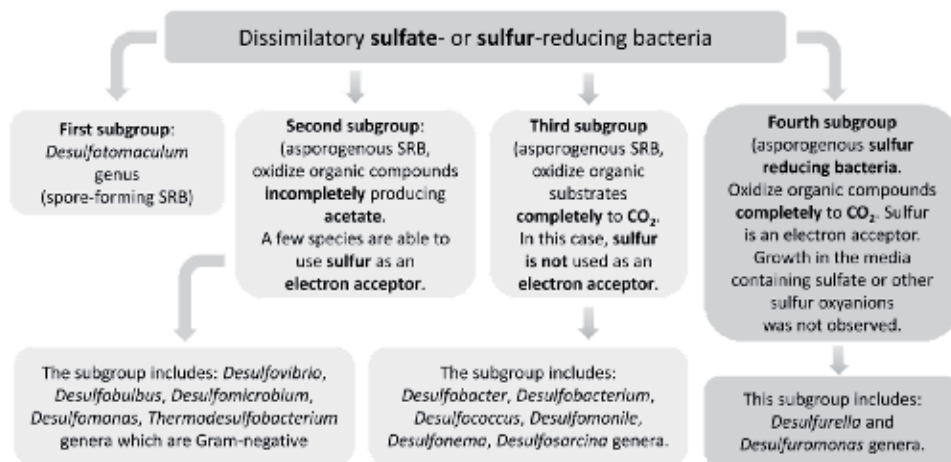 Dissimilatory sulfate- or sulfur-reducing bacteria
First subgroup:
Desulfatomaculum
genus
(spore-forming SRB)
Second subgroup:
(asporogenous SRB,
oxidize organic compounds
incompletely producing
acetate.
A few species are able to
use sulfur as an
electron acceptor.
Third subgroup
(asporogenous SRB,
oxidize organic
substrates
completely to CO₂.
In this case, sulfur
is not used as an
electron acceptor.
Fourth subgroup
(asporogenous sulfur
reducing bacteria.
Oxidize organic compounds
completely to CO₂. Sulfur
is an electron acceptor.
Growth in the media
containing sulfate or other
sulfur oxyanions
was not observed.
The subgroup includes: Desulfovibrio,
Desulfobulbus, Desulfomicrobium,
Desulfomonas, Thermodesulfobacterium
genera which are Gram-negative
The subgroup includes:
Desulfobacter, Desulfobacterium,
Desulfococcus, Desulfomonile,
Desulfonema, Desulfosarcina genera.
This subgroup includes:
Desulfurella and
Desulfuromonas genera.